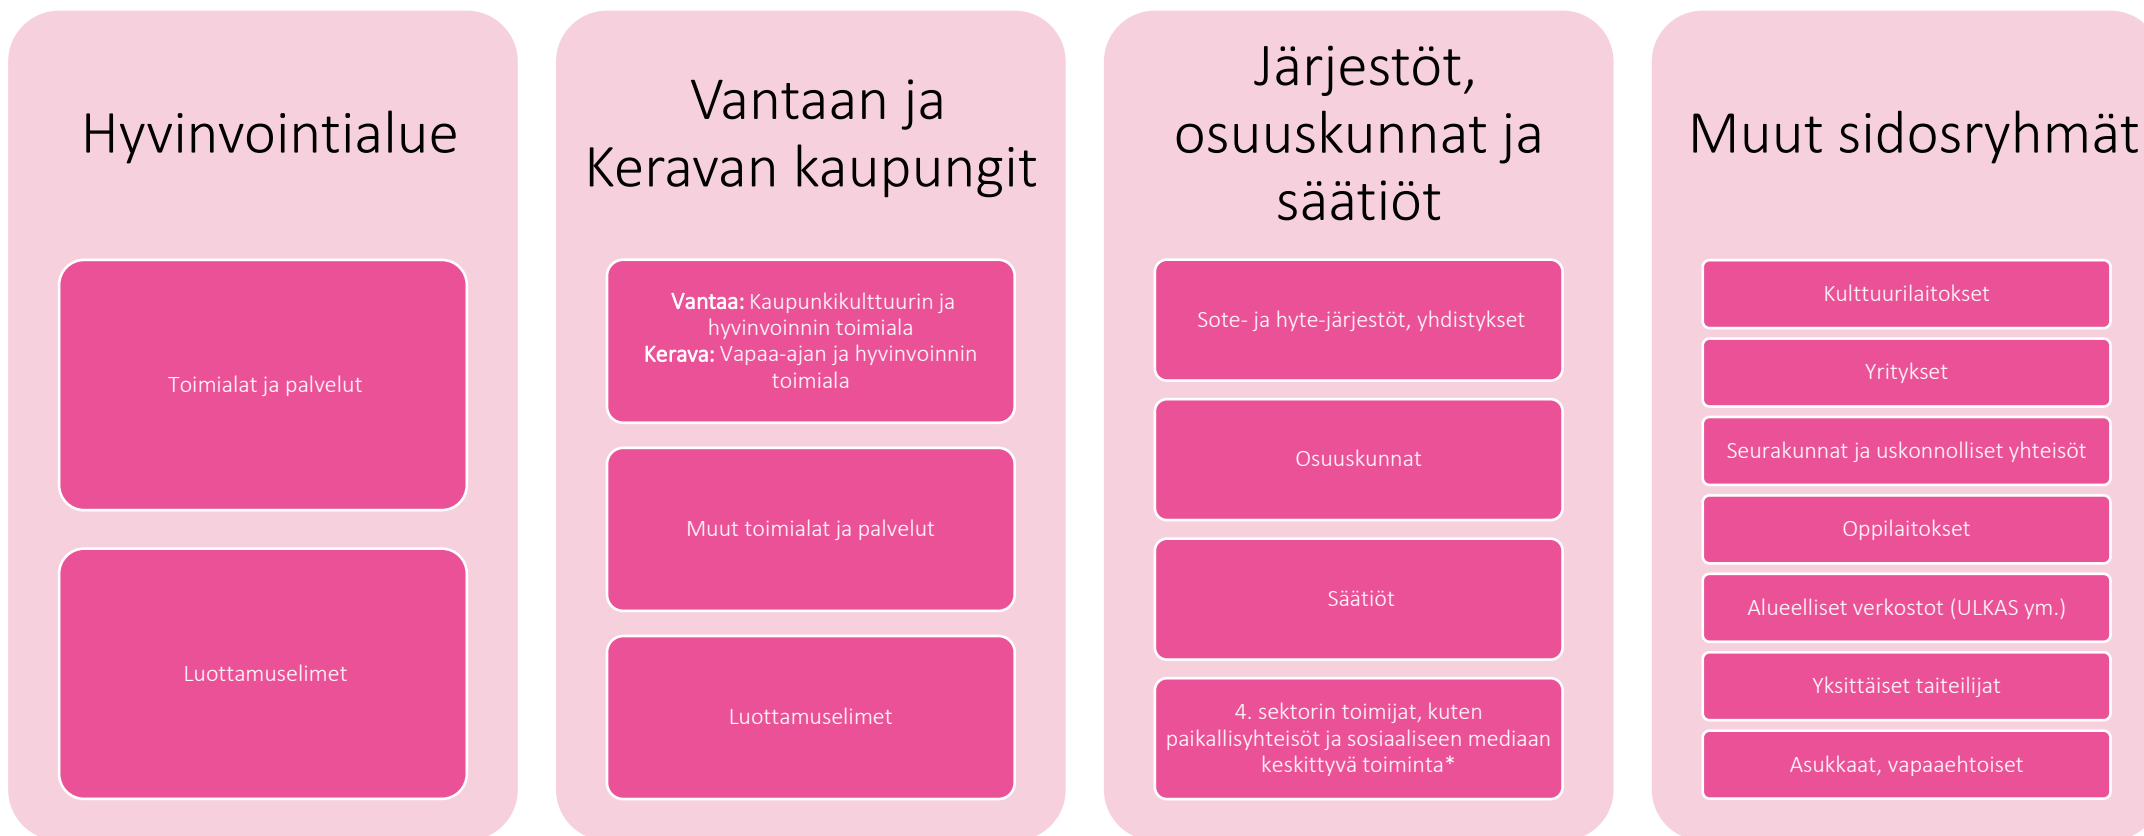 Hyvinvointialue
Toimialat ja palvelut
Luottamuselimet
Vantaan ja
Keravan kaupungit
Vantaa: Kaupunkikulttuurin ja
hyvinvoinnin toimiala
Kerava: Vapaa-ajan ja hyvinvoinnin
toimiala
Muut toimialat ja palvelut
Luottamuselimet
Järjestöt,
osuuskunnat ja
säätiöt
Sote- ja hyte-järjestöt, yhdistykset
Osuuskunnat
Säätiöt
4. sektorin toimijat, kuten
paikallisyhteisöt ja sosiaaliseen mediaan
keskittyvä toiminta*
Muut sidosryhmät
Kulttuurilaitokset
Yritykset
Seurakunnat ja uskonnolliset yhteisöt
Oppilaitokset
Alueelliset verkostot (ULKAS ym.)
Yksittäiset taiteilijat
Asukkaat, vapaaehtoiset